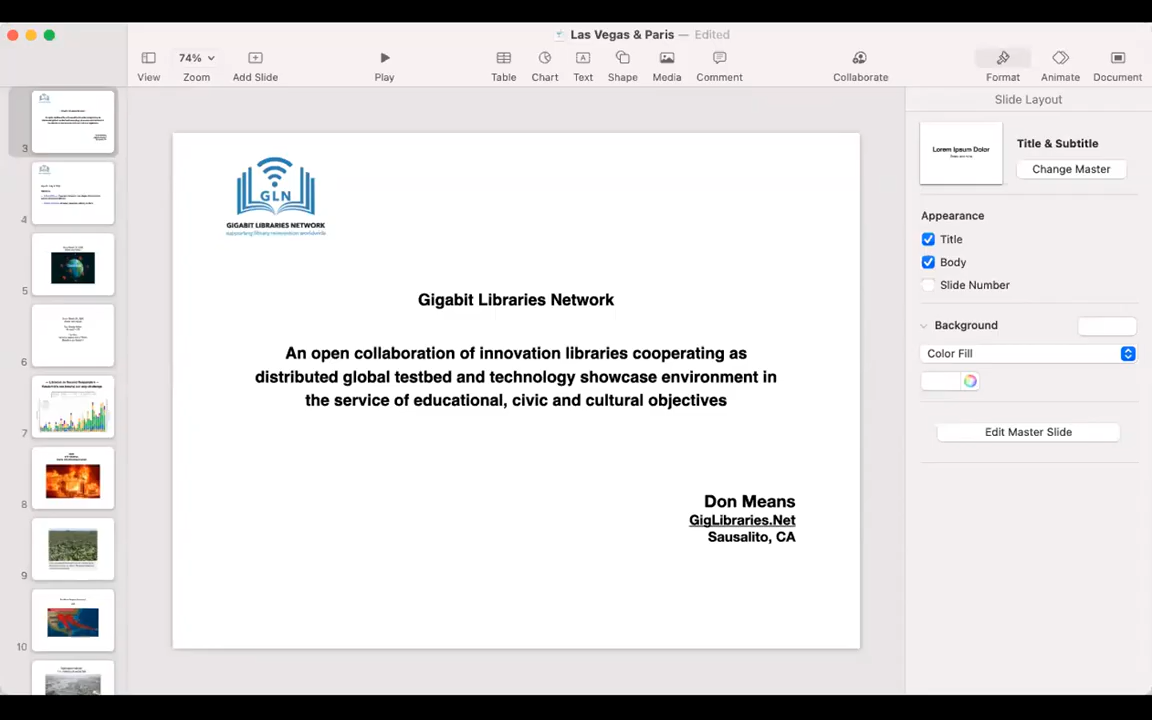 Las Vegas & Paris — Edited
74%
View
Zoom
Add Slide
Play
Table
Chart
Text
Shape
Media
Comment
Collaborate
Format
Animate
Document
3
4
5
6
7
8
9
10
GLN
GIGABIT LIBRARIES NETWORK
supporting library reinvention worldwide
Gigabit Libraries Network
An open collaboration of innovation libraries cooperating as
distributed global testbed and technology showcase environment in
the service of educational, civic and cultural objectives
Don Means
GigLibraries.Net
Sausalito, CA
Slide Layout
Lorem Ipsum Dolor
Title & Subtitle
Change Master
Appearance
Title
Body
Slide Number
Background
Color Fill
Edit Master Slide